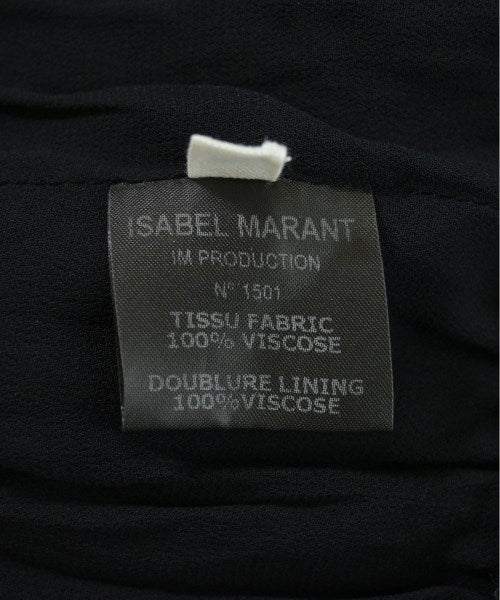 ISABEL MARANT
IM PRODUCTION
N° 1501
TISSU FABRIC
100% VISCOSE
DOUBLURE LINING
100%VISCOSE